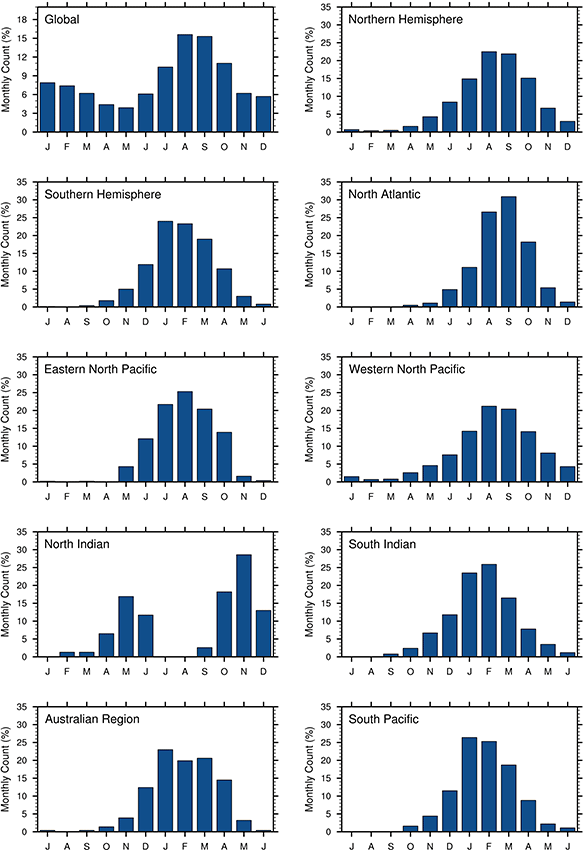 Global
Monthly Count (%)
18
15
12
9
6
3
0
J F M A M J J A S O N D
Northern Hemisphere
Monthly Count (%)
35
30
25
20
15
10
5
0
J F M A M J J A S O N D
Southern Hemisphere
Monthly Count (%)
35
30
25
20
15
10
5
0
J A S O N D J F M A M J
North Atlantic
Monthly Count (%)
35
30
25
20
15
10
5
0
J F M A M J J A S O N D
Eastern North Pacific
Monthly Count (%)
35
30
25
20
15
10
5
0
J F M A M J J A S O N D
Western North Pacific
Monthly Count (%)
35
30
25
20
15
10
5
0
J F M A M J J A S O N D
North Indian
Monthly Count (%)
35
30
25
20
15
10
5
0
J F M A M J J A S O N D
South Indian
Monthly Count (%)
35
30
25
20
15
10
5
0
J A S O N D J F M A M J
Australian Region
Monthly Count (%)
35
30
25
20
15
10
5
0
J A S O N D J F M A M J
South Pacific
Monthly Count (%)
35
30
25
20
15
10
5
0
J A S O N D J F M A M J